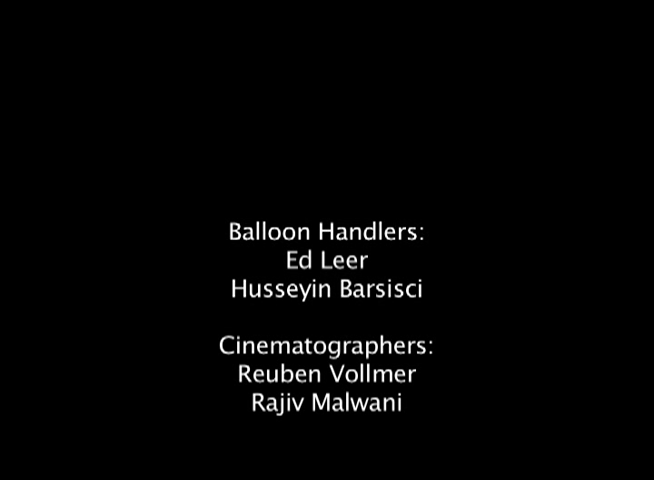 Balloon Handlers:
Ed Leer
Husseyin Barsisci
Cinematographers:
Reuben Vollmer
Rajiv Malwani